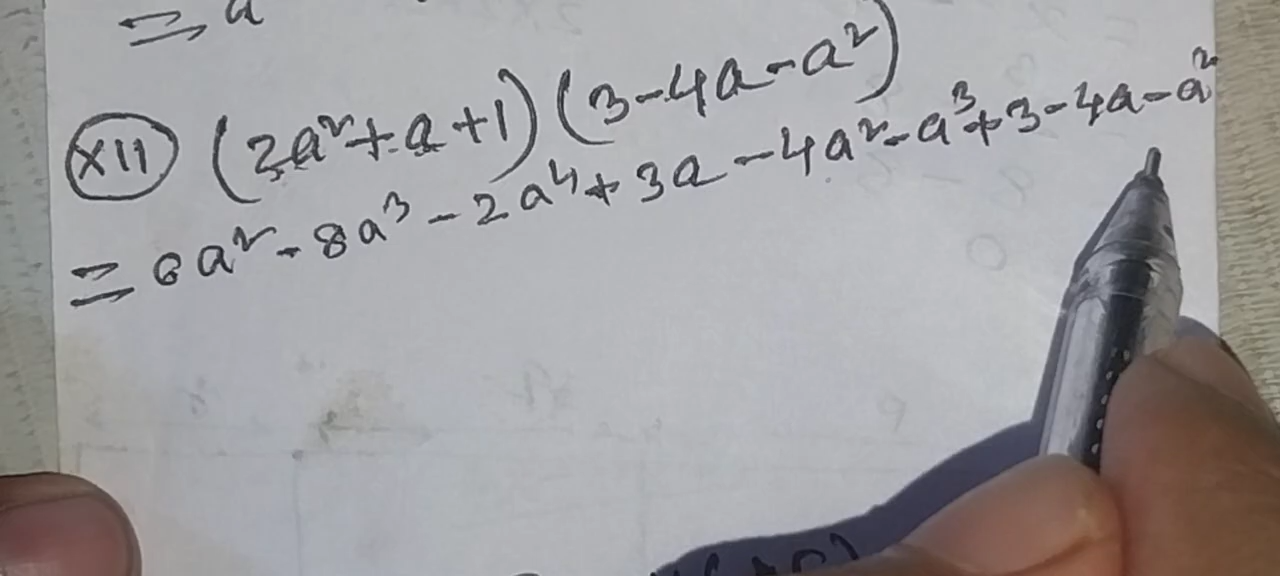 = a
(XII) (2a²+a+1)(3-4a-a²)
= 6a²-8a³-2a⁴+3a-4a²-a³+3-4a-a²